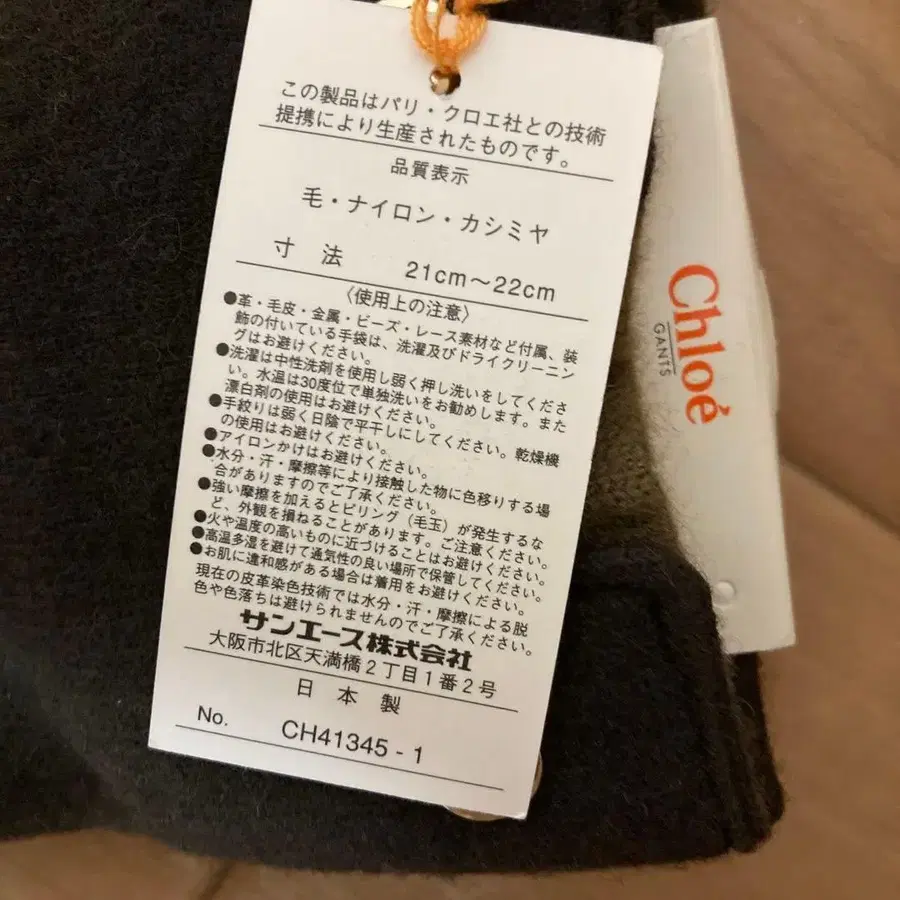 この製品はパリ・クロエ社との技術
提携により生産されたものです。
品質表示
毛・ナイロン・カシミヤ
寸 法 21cm～22cm
〈使用上の注意〉
●革・毛皮・金属・ビーズ・レース素材など付属、装
飾の付いている手袋は、洗濯及びドライクリーニン
グはお避けください。
●洗濯は中性洗剤を使用し弱く押し洗いをしてくださ
い。水温は30度位で単独洗いをお勧めします。また
漂白剤の使用はお避けください。
●手絞りは弱く日陰で平干しにしてください。乾燥機
の使用はお避けください。
●アイロンかけはお避けください。
●水分・汗・摩擦等により接触した物に色移りする場
合がありますのでご了承ください。
●強い摩擦を加えるとピリング（毛玉）が発生するな
ど、外観を損ねることがあります。ご注意ください。
●火や温度の高いものに近づけることはお避けください。
●高温多湿を避けて通気性の良い場所で保管してください。
●お肌に違和感がある場合は着用をお避けください。
現在の皮革染色技術では水分・汗・摩擦による脱
色や色落ちは避けられませんのでご了承ください。
サンエース株式会社
大阪市北区天満橋2丁目1番2号
日 本 製
No. CH41345-1
Chloé
GANTS